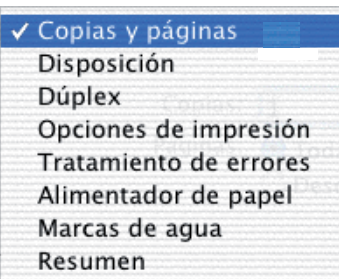 ✓ Copias y páginas
Disposición
Dúplex
Opciones de impresión
Tratamiento de errores
Alimentador de papel
Marcas de agua
Resumen